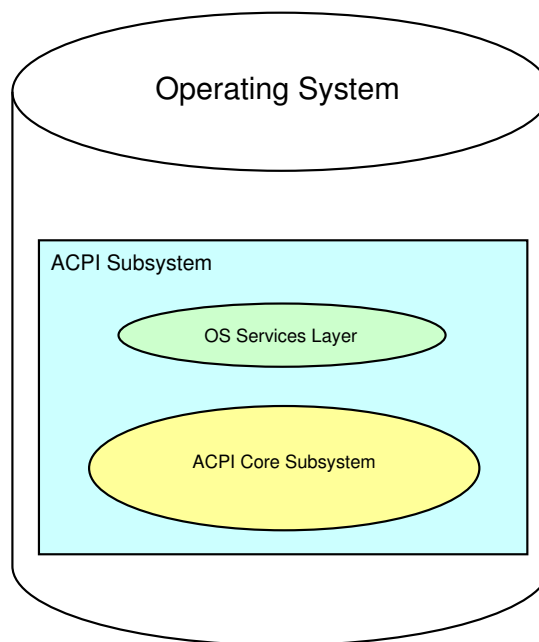 Operating System
ACPI Subsystem
OS Services Layer
ACPI Core Subsystem